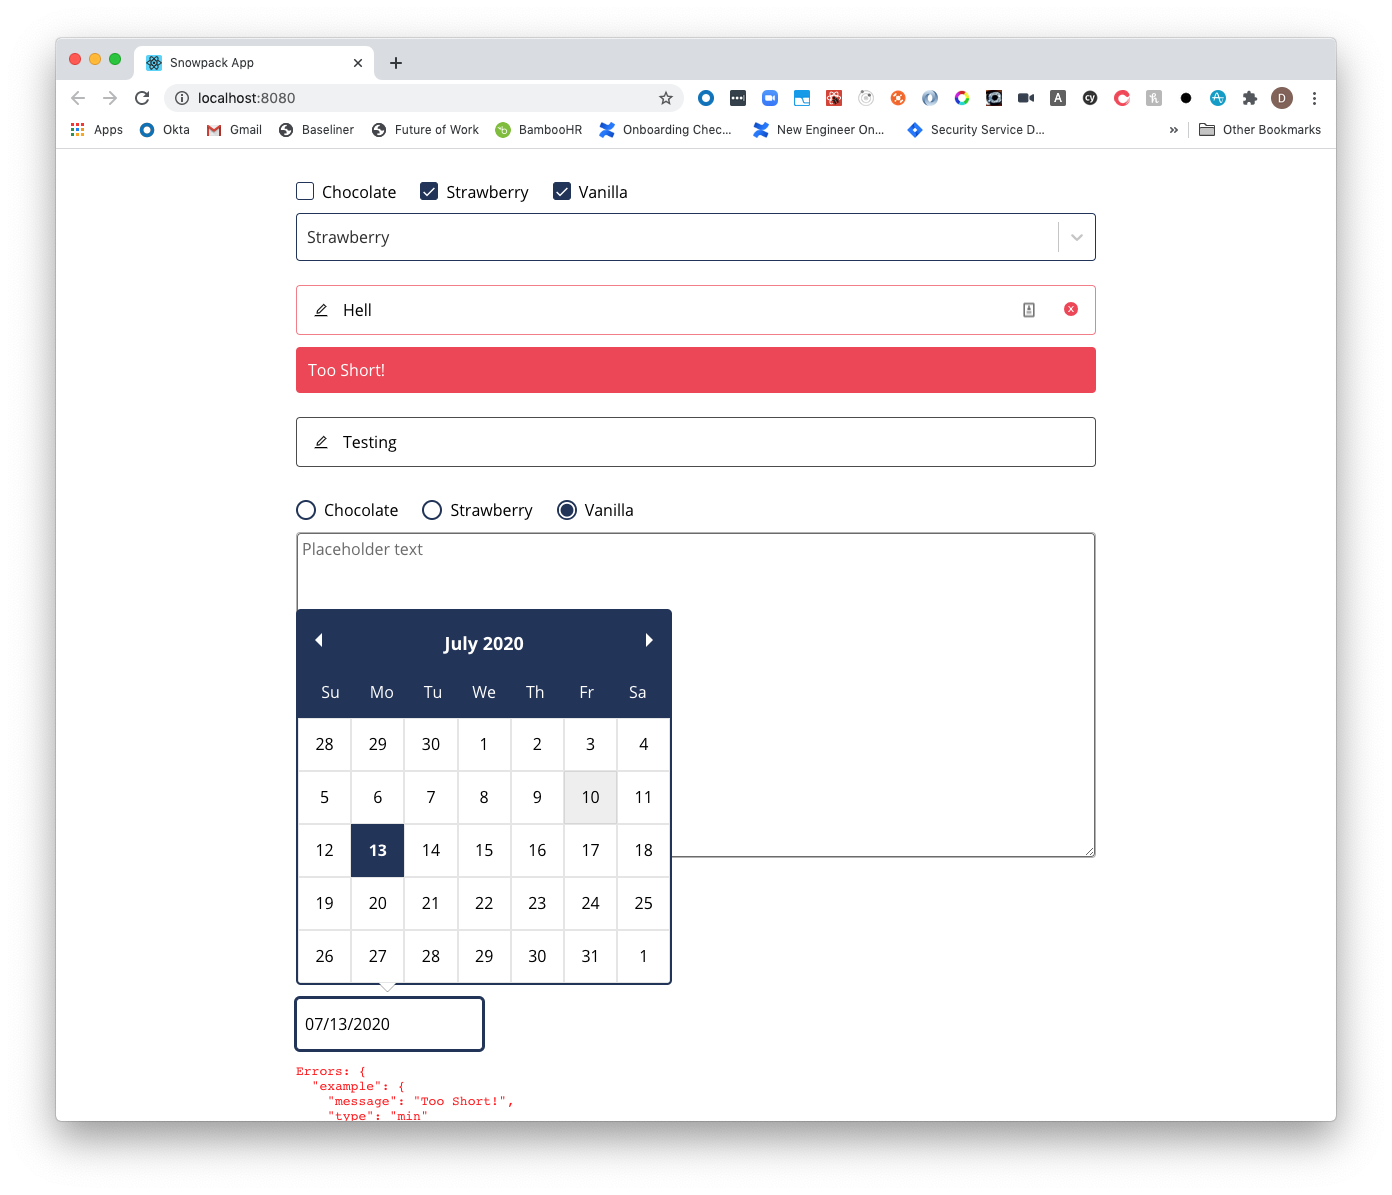 Snowpack App
localhost:8080
D
Apps Okta Gmail Baseliner Future of Work BambooHR Onboarding Chec... New Engineer On... Security Service D... » Other Bookmarks
Chocolate Strawberry Vanilla
Strawberry
Hell
Too Short!
Testing
Chocolate Strawberry Vanilla
Placeholder text
July 2020
Su Mo Tu We Th Fr Sa
28 29 30 1 2 3 4
5 6 7 8 9 10 11
12 13 14 15 16 17 18
19 20 21 22 23 24 25
26 27 28 29 30 31 1
07/13/2020
Errors: {
"example": {
"message": "Too Short!",
"type": "min"